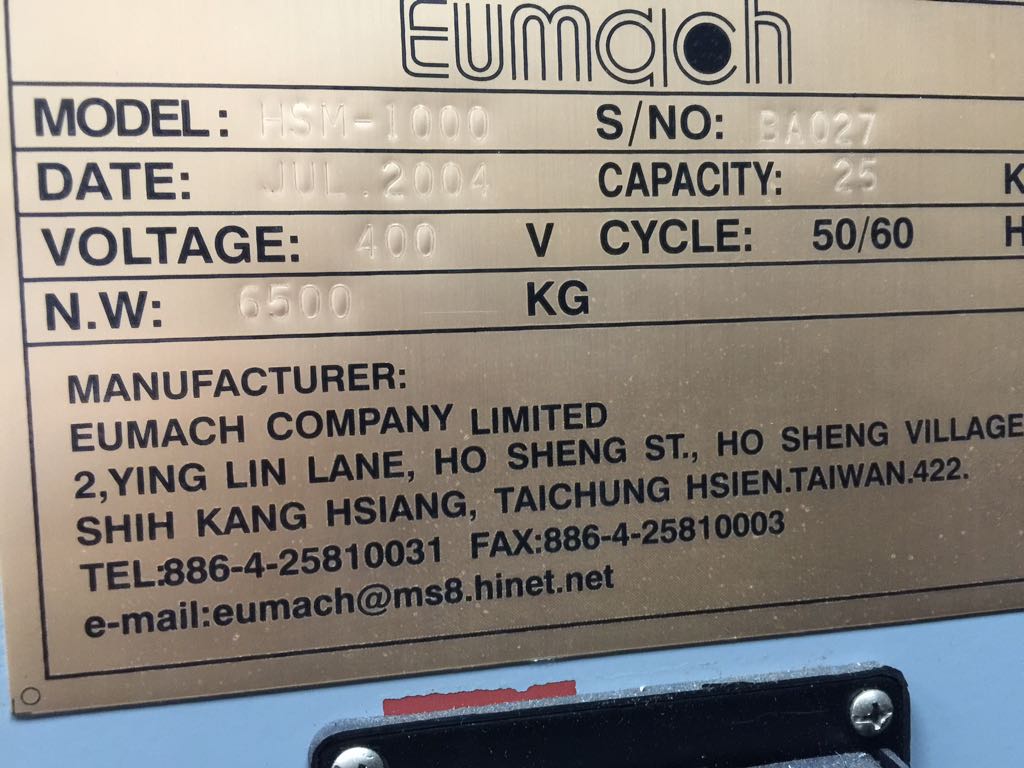 Eumach
MODEL: HSM-1000 S/NO: BA027
DATE: JUL.2004 CAPACITY: 25 K
VOLTAGE: 400 V CYCLE: 50/60 H
N.W: 6500 KG
MANUFACTURER:
EUMACH COMPANY LIMITED
2,YING LIN LANE, HO SHENG ST., HO SHENG VILLAGE
SHIH KANG HSIANG, TAICHUNG HSIEN.TAIWAN.422.
TEL:886-4-25810031 FAX:886-4-25810003
e-mail:eumach@ms8.hinet.net